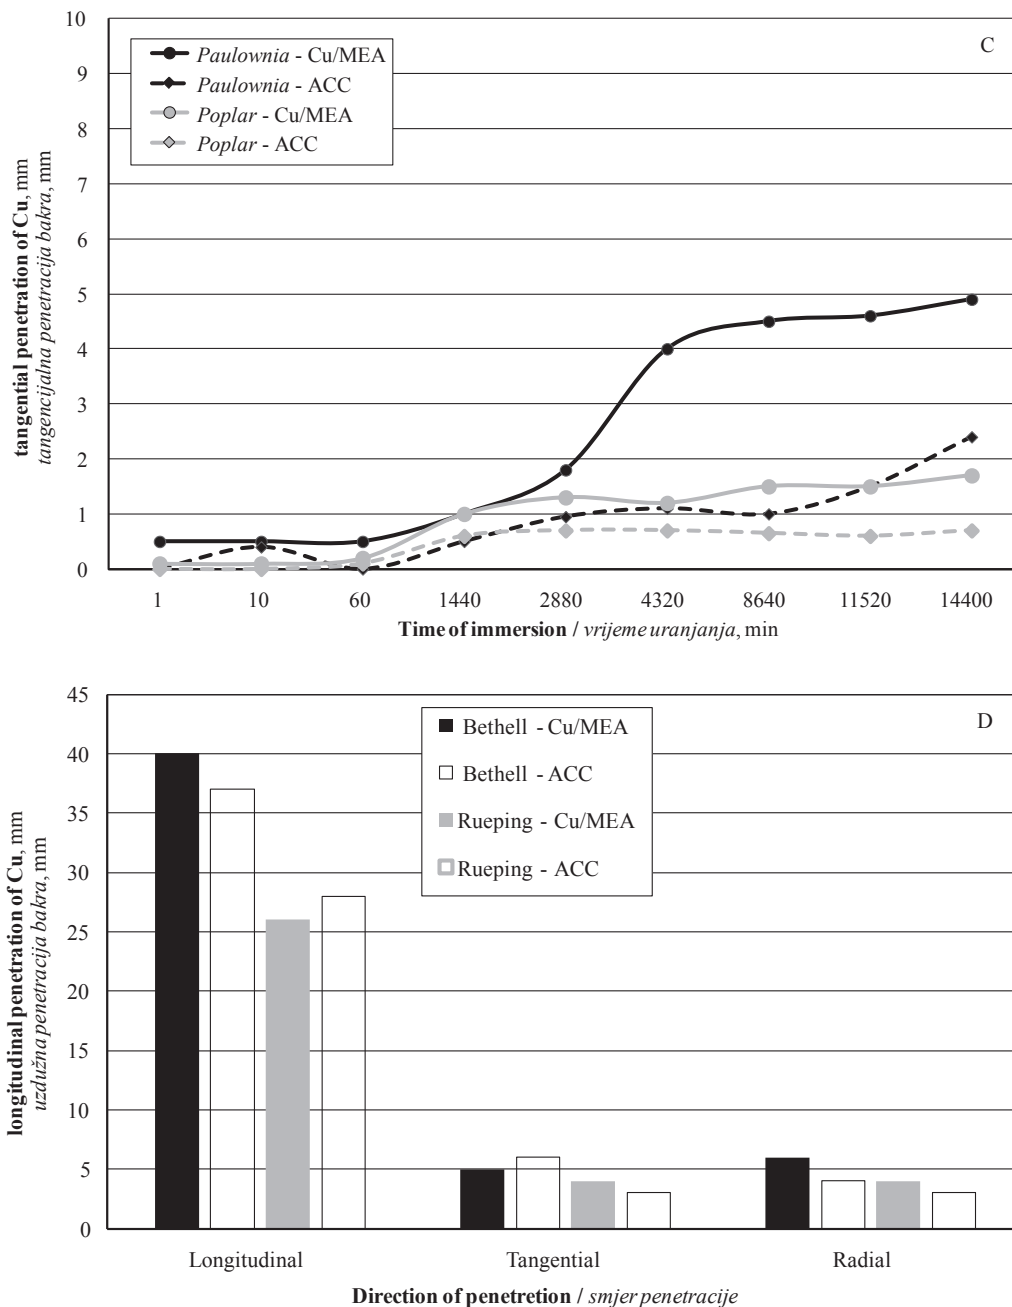 10
9
8
7
6
5
4
3
2
1
0
tangential penetration of Cu, mm
tangencijalna penetracija bakra, mm
C
Paulownia - Cu/MEA
Paulownia - ACC
Poplar - Cu/MEA
Poplar - ACC
1 10 60 1440 2880 4320 8640 11520 14400
Time of immersion / vrijeme uranjanja, min
45
40
35
30
25
20
15
10
5
0
longitudinal penetration of Cu, mm
uzdužna penetracija bakra, mm
D
Bethell - Cu/MEA
Bethell - ACC
Rueping - Cu/MEA
Rueping - ACC
Longitudinal Tangential Radial
Direction of penetretion / smjer penetracije